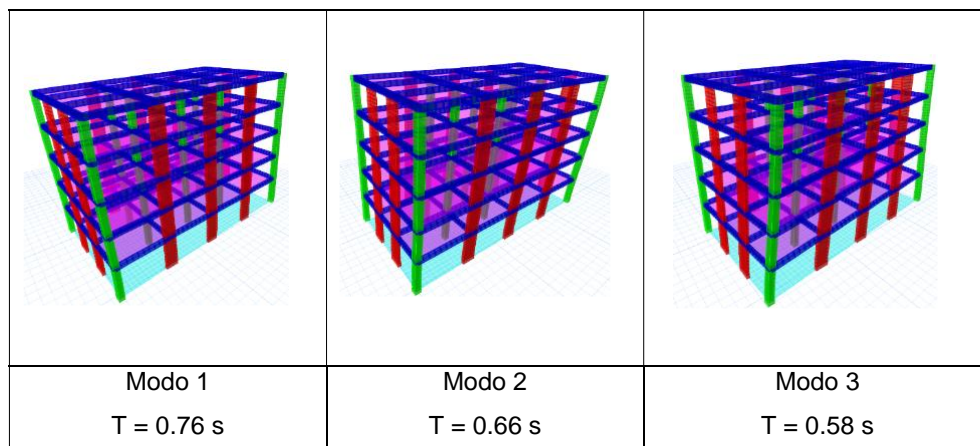 Modo 1
T = 0.76 s
Modo 2
T = 0.66 s
Modo 3
T = 0.58 s